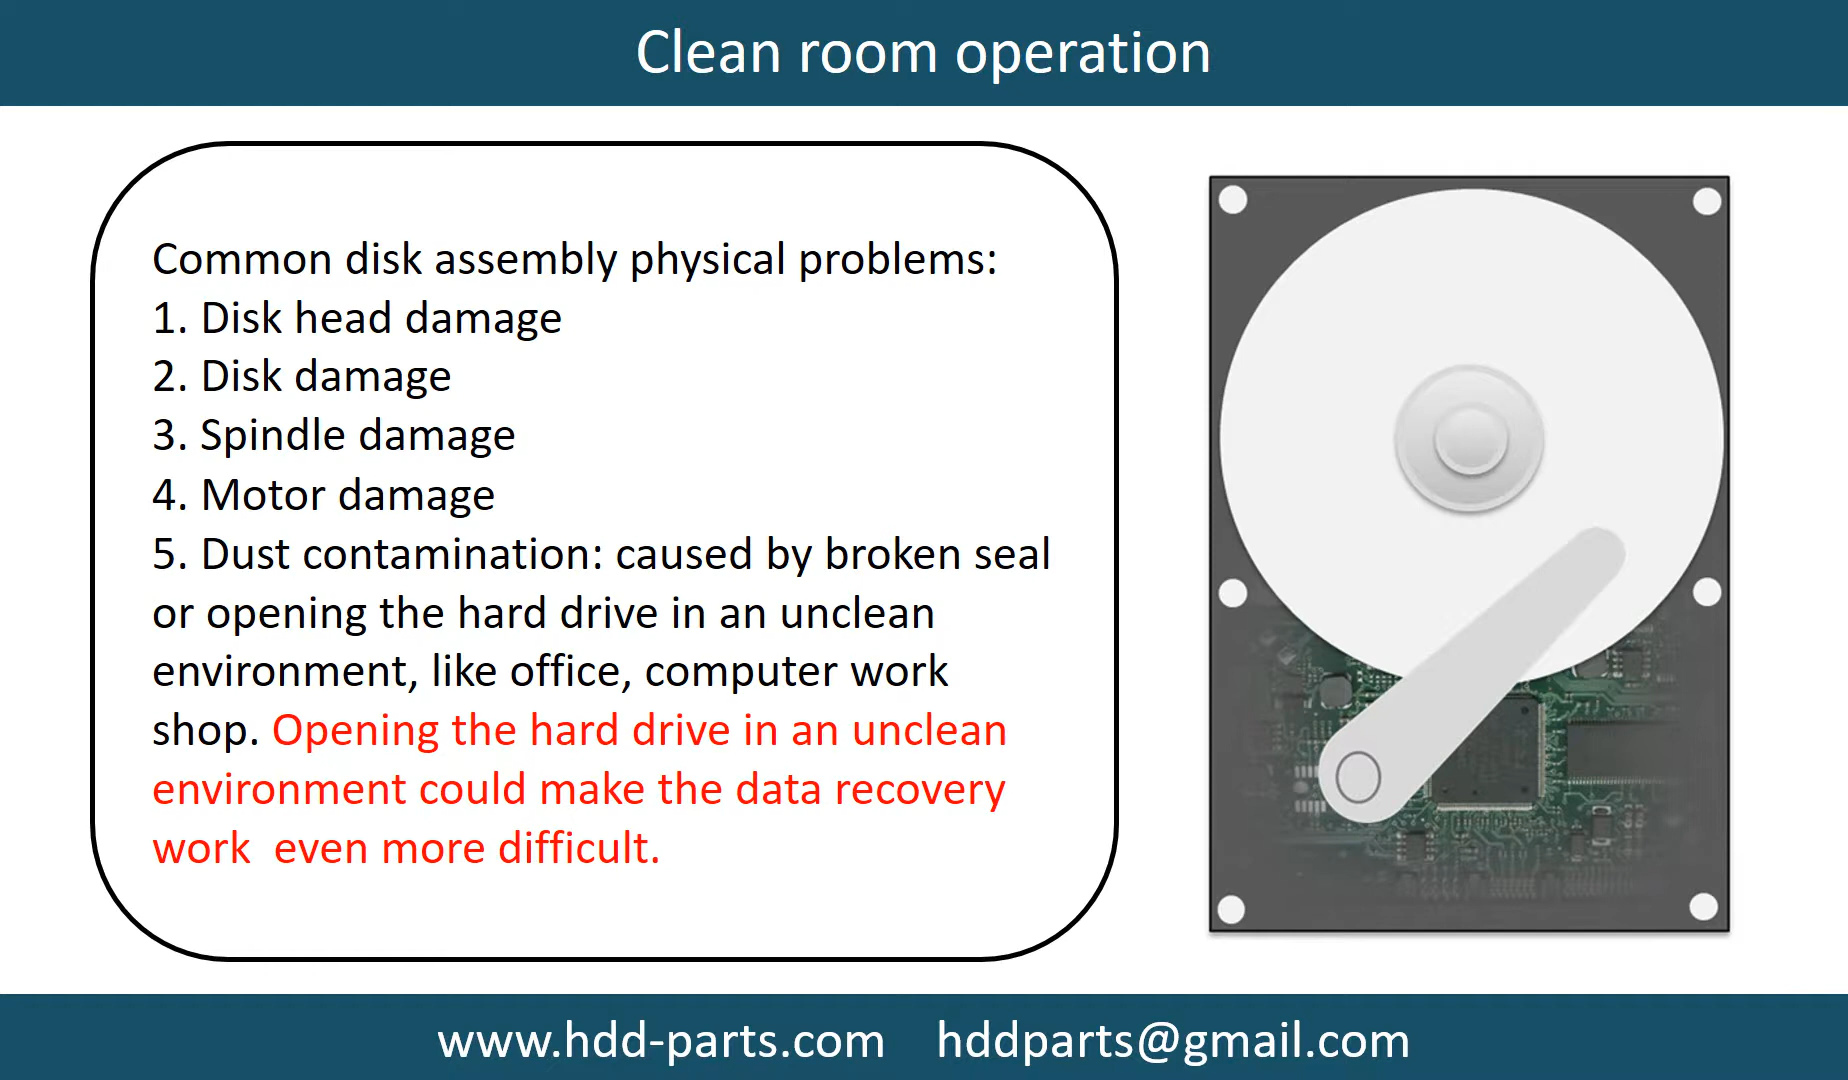 Clean room operation
Common disk assembly physical problems:
1. Disk head damage
2. Disk damage
3. Spindle damage
4. Motor damage
5. Dust contamination: caused by broken seal
or opening the hard drive in an unclean
environment, like office, computer work
shop. Opening the hard drive in an unclean
environment could make the data recovery
work  even more difficult.
www.hdd-parts.com    hddparts@gmail.com